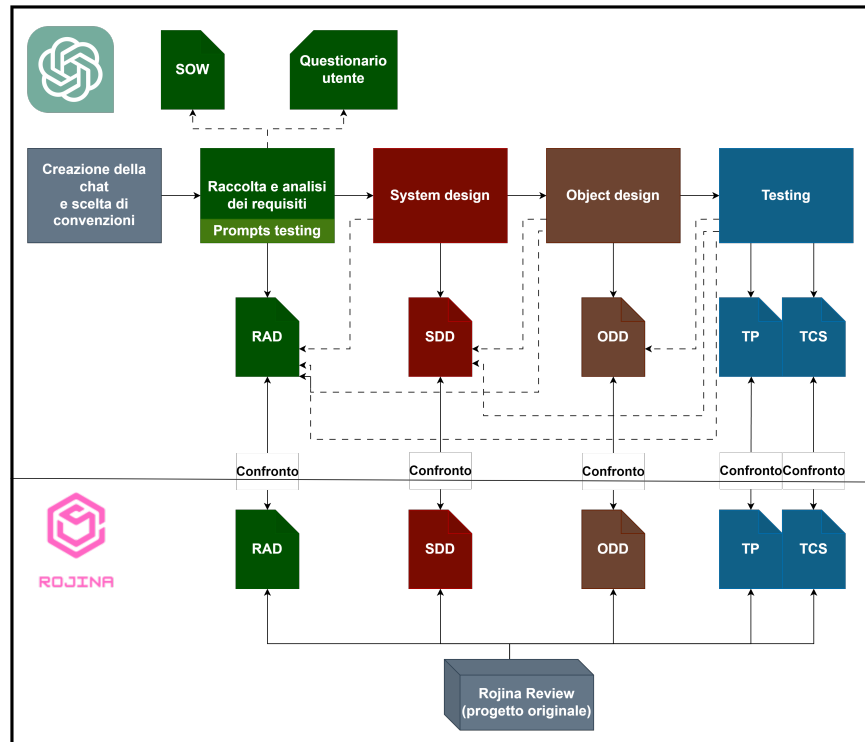 SOW
Questionario
utente
Creazione della
chat
e scelta di
convenzioni
Raccolta e analisi
dei requisiti
Prompts testing
System design
Object design
Testing
RAD
SDD
ODD
TP
TCS
Confronto
Confronto
Confronto
Confronto
Confronto
ROJINA
RAD
SDD
ODD
TP
TCS
Rojina Review
(progetto originale)